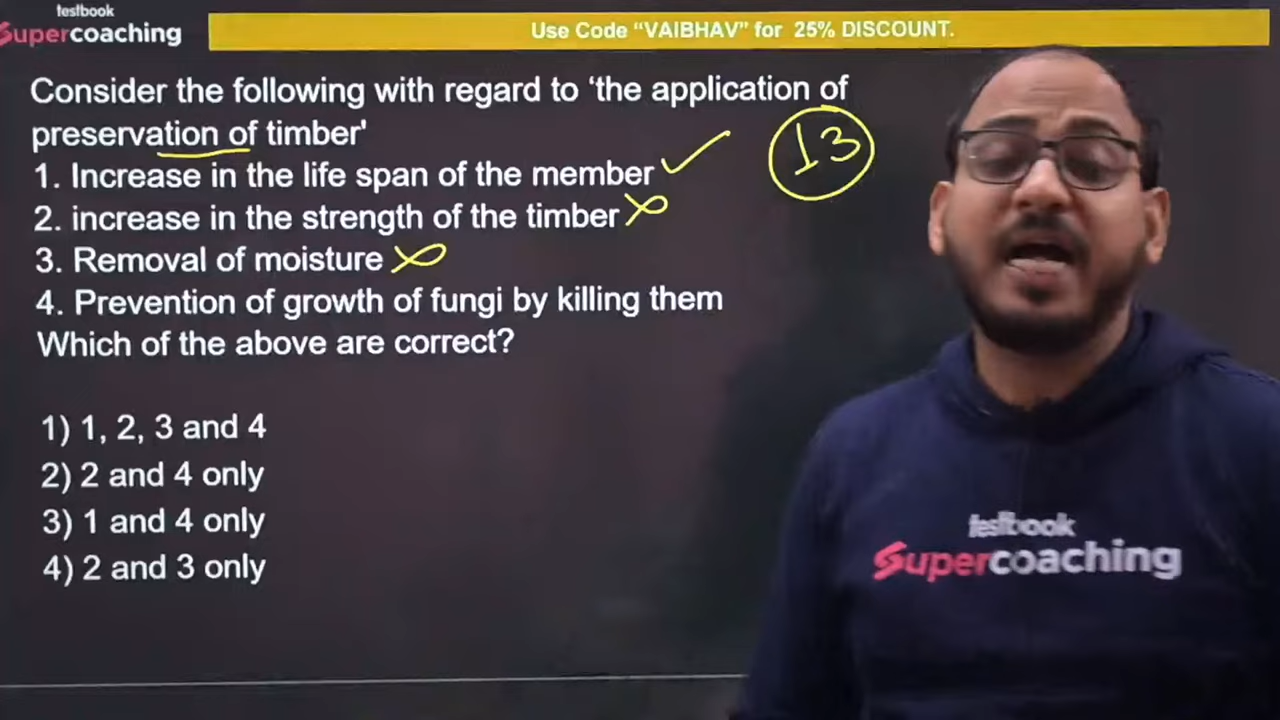 testbook
Supercoaching
Use Code “VAIBHAV” for 25% DISCOUNT.
Consider the following with regard to ‘the application of
preservation of timber'
13
1. Increase in the life span of the member
2. increase in the strength of the timber
3. Removal of moisture
4. Prevention of growth of fungi by killing them
Which of the above are correct?
1) 1, 2, 3 and 4
2) 2 and 4 only
3) 1 and 4 only
4) 2 and 3 only
testbook
Supercoaching